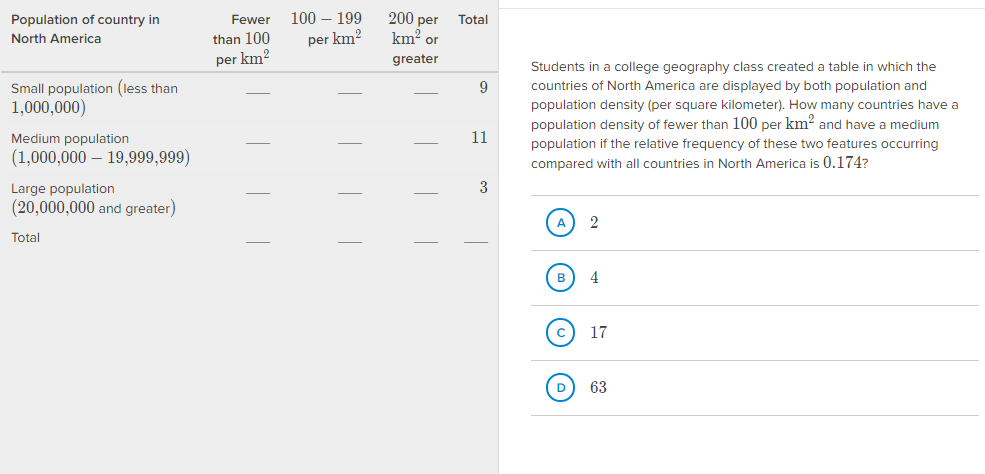 Population of country in North America
Fewer than 100 per km²
100 – 199 per km²
200 per km² or greater
Total
Small population (less than 1,000,000)
9
Medium population (1,000,000 – 19,999,999)
11
Large population (20,000,000 and greater)
3
Total
Students in a college geography class created a table in which the
countries of North America are displayed by both population and
population density (per square kilometer). How many countries have a
population density of fewer than 100 per km² and have a medium
population if the relative frequency of these two features occurring
compared with all countries in North America is 0.174?
A 2
B 4
C 17
D 63